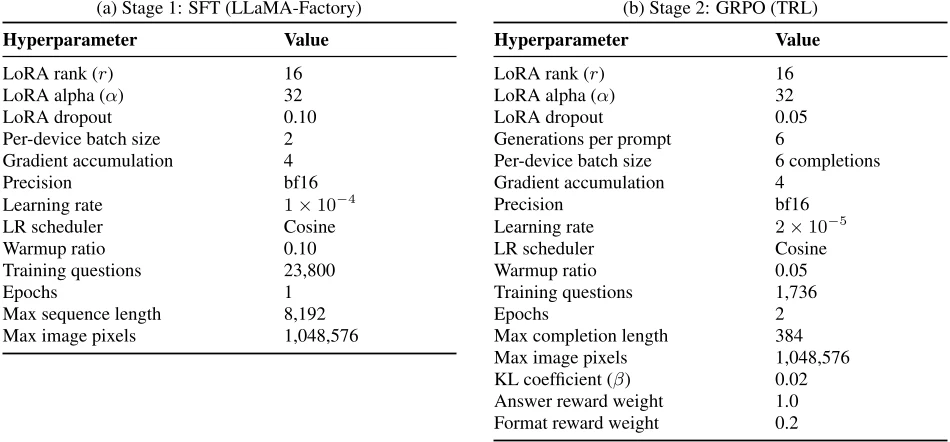 (a) Stage 1: SFT (LLaMA-Factory)
Hyperparameter Value
LoRA rank (r) 16
LoRA alpha (α) 32
LoRA dropout 0.10
Per-device batch size 2
Gradient accumulation 4
Precision bf16
Learning rate 1 × 10⁻⁴
LR scheduler Cosine
Warmup ratio 0.10
Training questions 23,800
Epochs 1
Max sequence length 8,192
Max image pixels 1,048,576
(b) Stage 2: GRPO (TRL)
Hyperparameter Value
LoRA rank (r) 16
LoRA alpha (α) 32
LoRA dropout 0.05
Generations per prompt 6
Per-device batch size 6 completions
Gradient accumulation 4
Precision bf16
Learning rate 2 × 10⁻⁵
LR scheduler Cosine
Warmup ratio 0.05
Training questions 1,736
Epochs 2
Max completion length 384
Max image pixels 1,048,576
KL coefficient (β) 0.02
Answer reward weight 1.0
Format reward weight 0.2